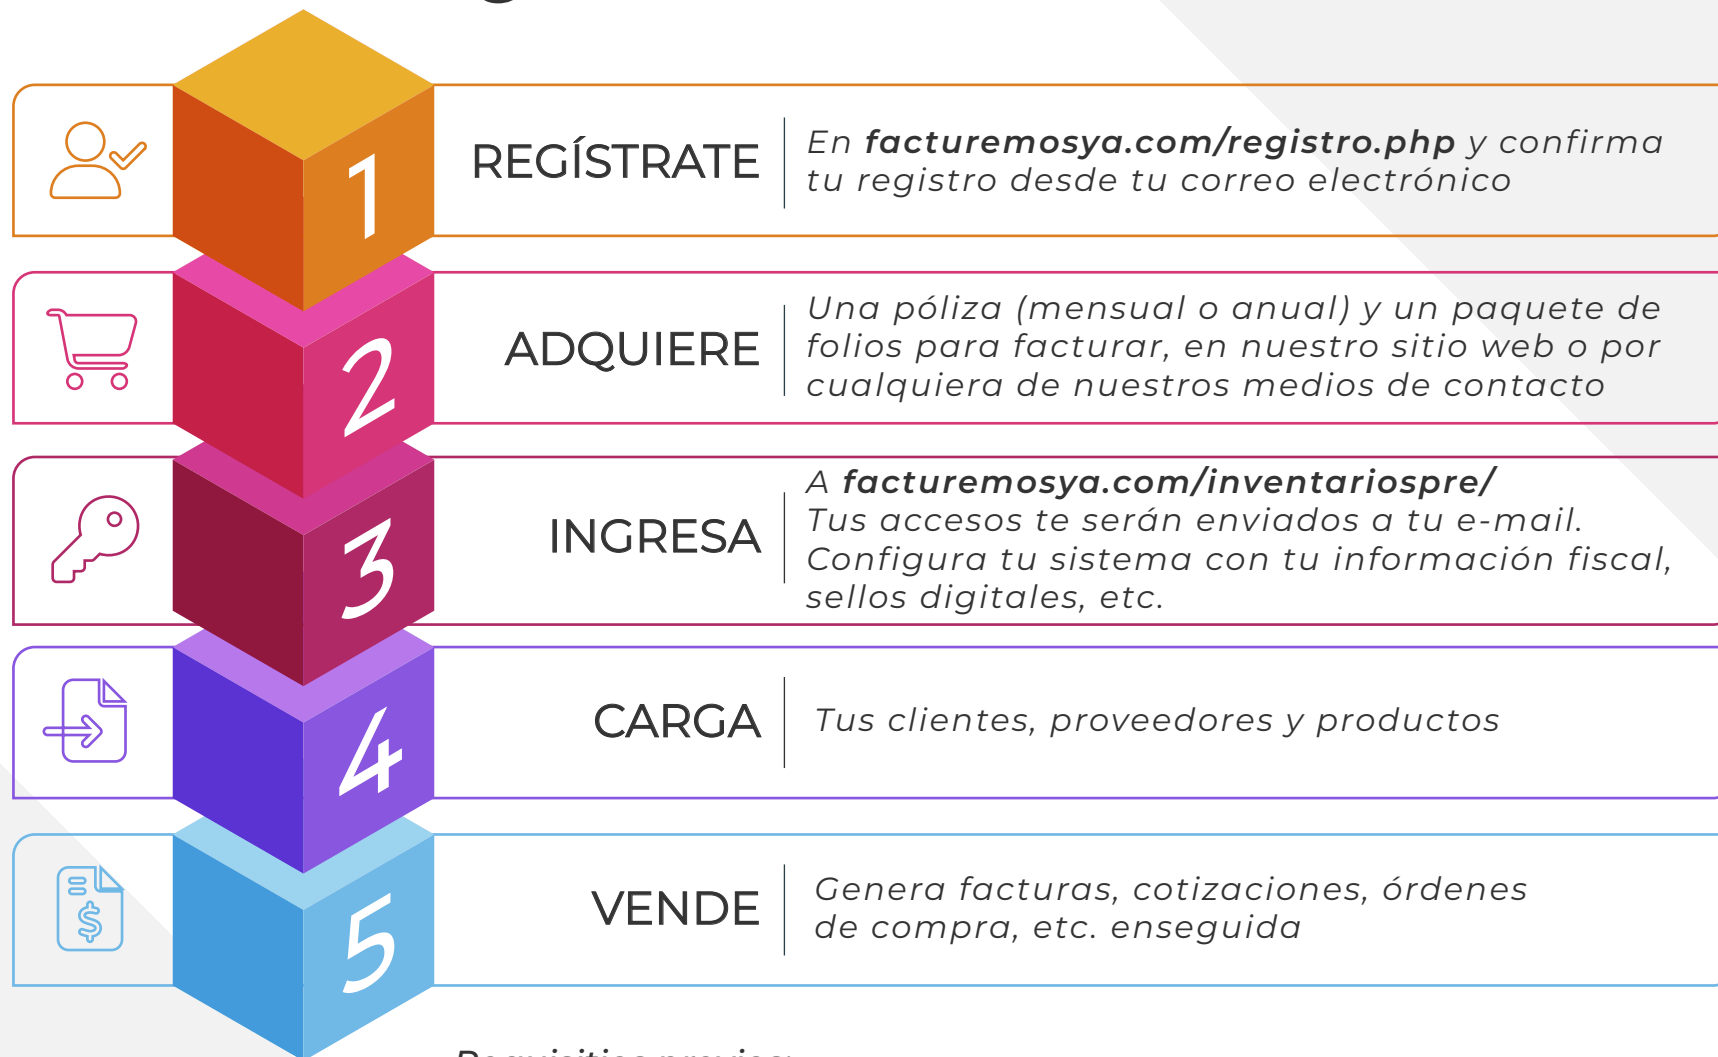 1
REGÍSTRATE
En facturemosya.com/registro.php y confirma
tu registro desde tu correo electrónico
2
ADQUIERE
Una póliza (mensual o anual) y un paquete de
folios para facturar, en nuestro sitio web o por
cualquiera de nuestros medios de contacto
3
INGRESA
A facturemosya.com/inventariospre/
Tus accesos te serán enviados a tu e-mail.
Configura tu sistema con tu información fiscal,
sellos digitales, etc.
4
CARGA
Tus clientes, proveedores y productos
5
VENDE
Genera facturas, cotizaciones, órdenes
de compra, etc. enseguida